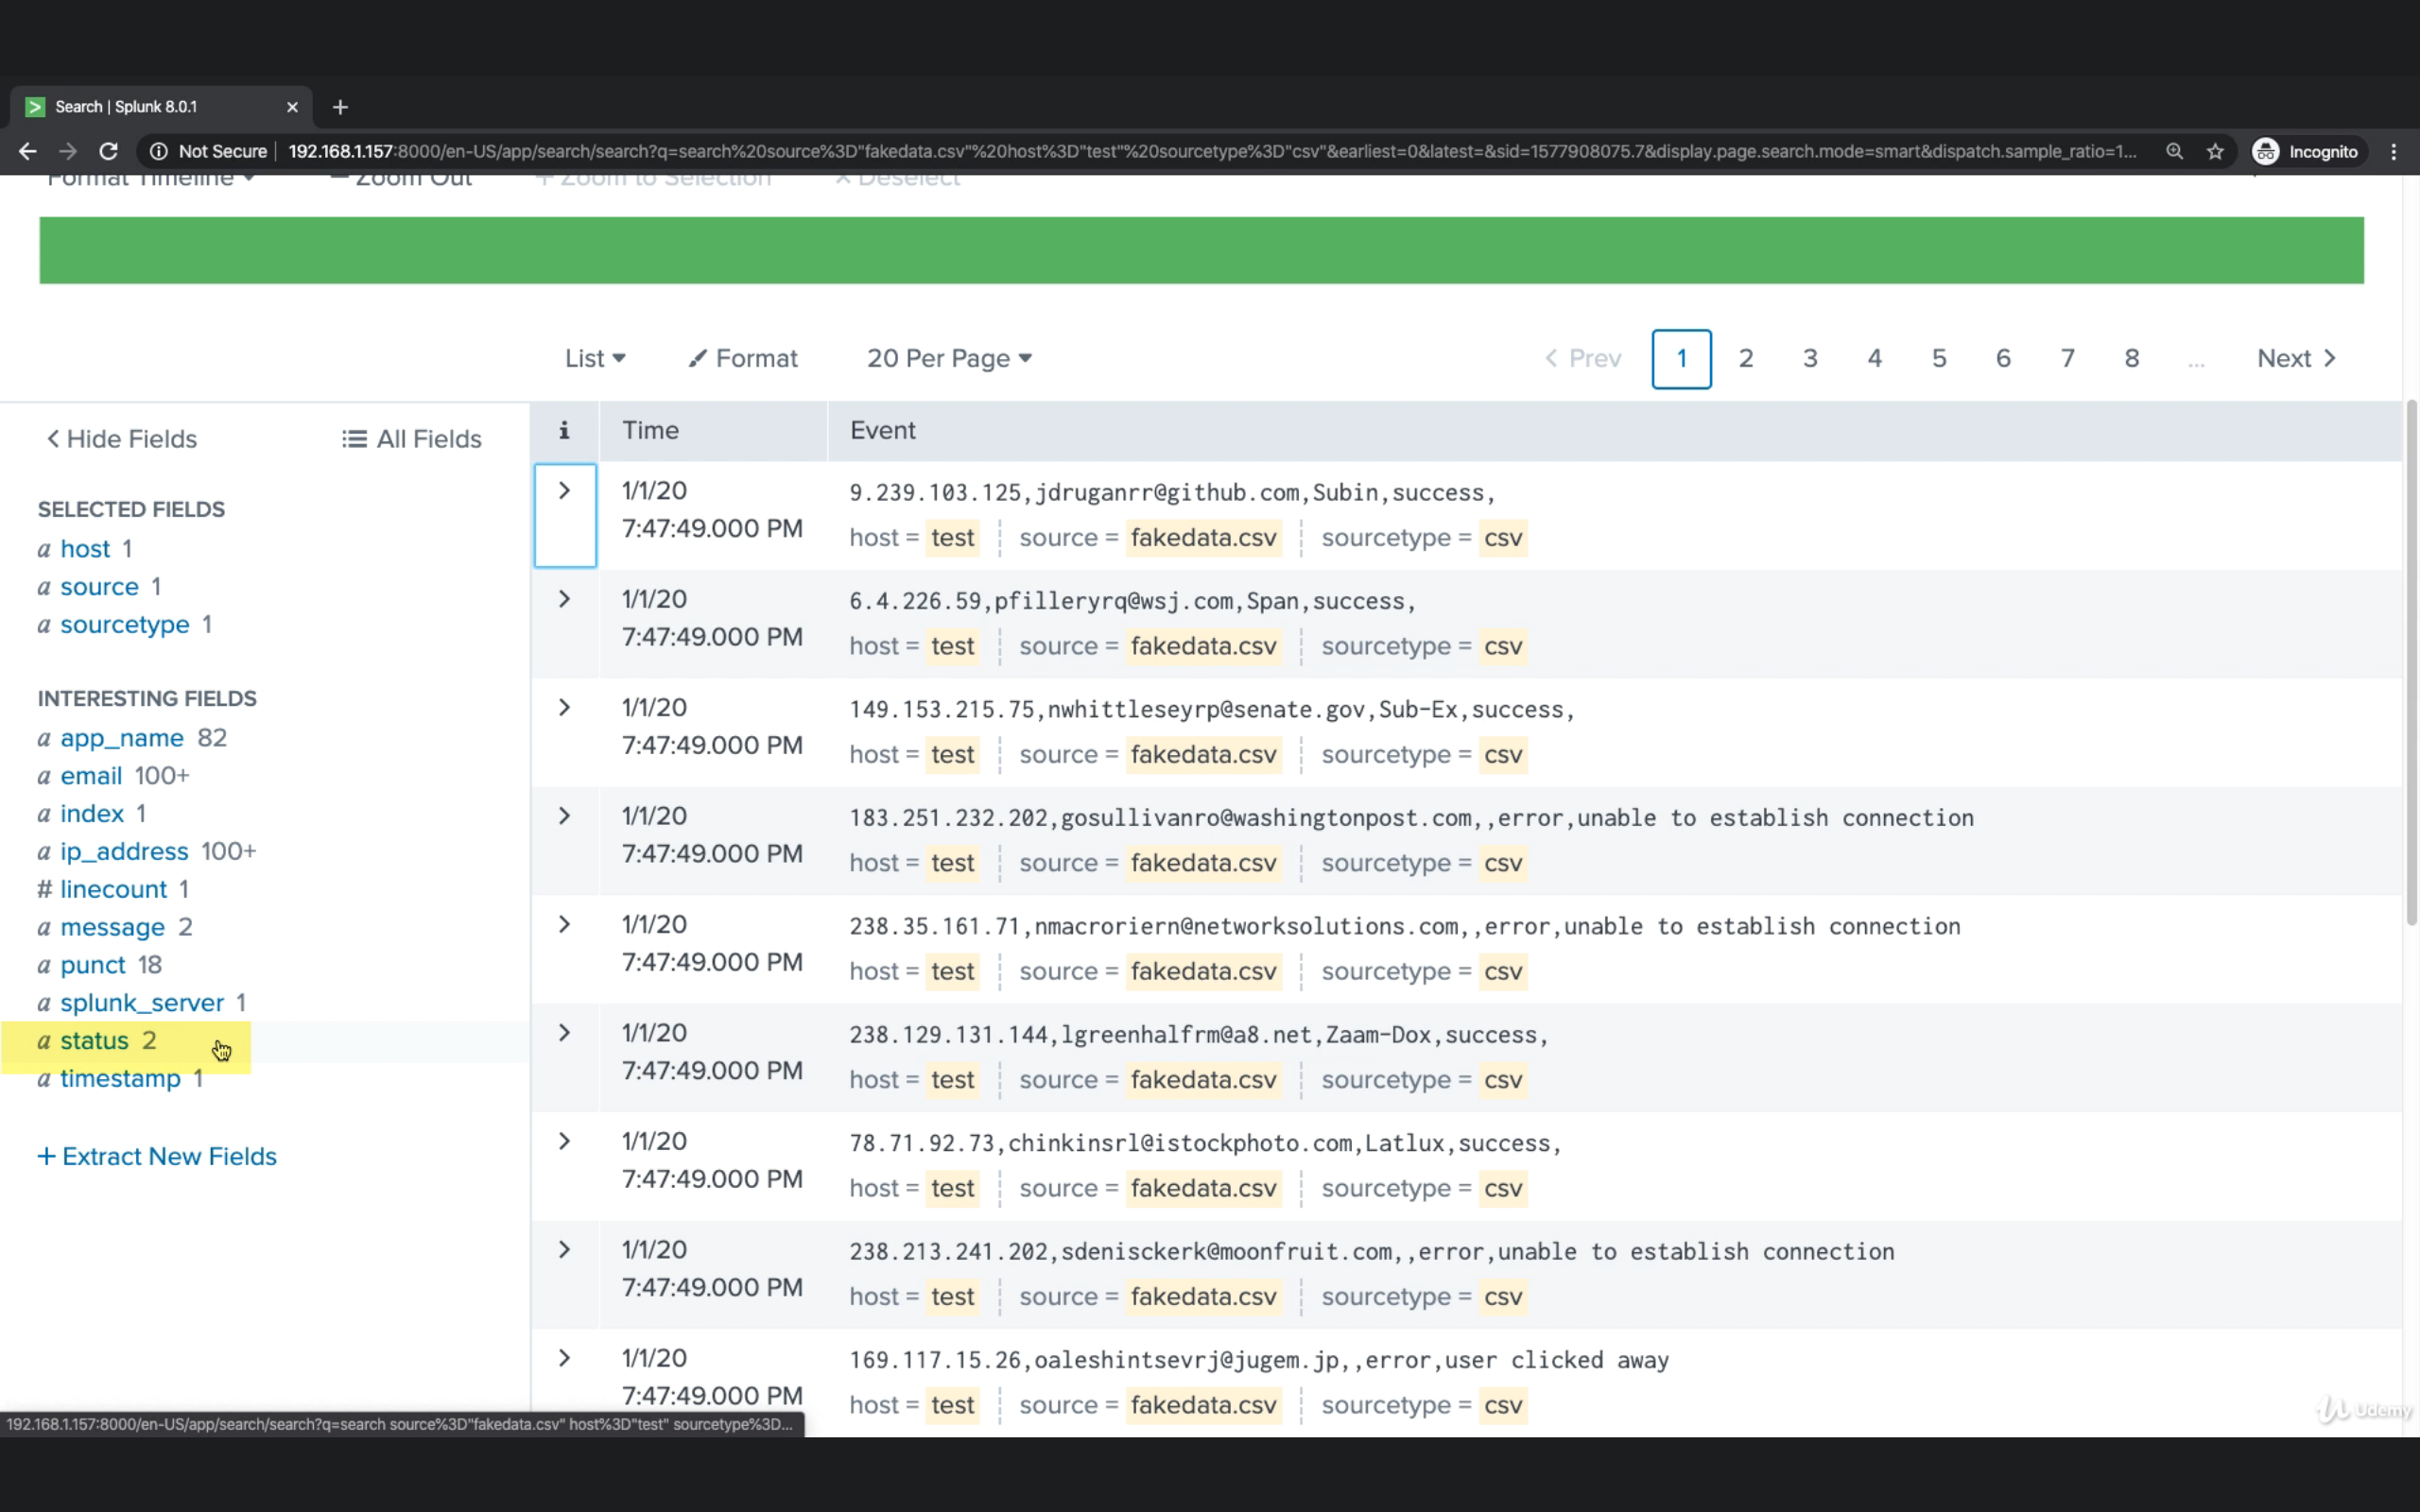 Search | Splunk 8.0.1
Not Secure 192.168.1.157:8000/en-US/app/search/search?q=search%20source%3D"fakedata.csv"%20host%3D"test"%20sourcetype%3D"csv"&earliest=0&latest=&sid=1577908075.7&display.page.search.mode=smart&dispatch.sample_ratio=1... Incognito
Format Timeline — Zoom Out + Zoom to Selection × Deselect
List Format 20 Per Page < Prev 1 2 3 4 5 6 7 8 ... Next >
< Hide Fields All Fields
SELECTED FIELDS
a host 1
a source 1
a sourcetype 1
INTERESTING FIELDS
a app_name 82
a email 100+
a index 1
a ip_address 100+
# linecount 1
a message 2
a punct 18
a splunk_server 1
a status 2
a timestamp 1
+ Extract New Fields
i Time Event
> 1/1/20 9.239.103.125,jdruganrr@github.com,Subin,success,
7:47:49.000 PM host = test source = fakedata.csv sourcetype = csv
> 1/1/20 6.4.226.59,pfilleryrq@wsj.com,Span,success,
7:47:49.000 PM host = test source = fakedata.csv sourcetype = csv
> 1/1/20 149.153.215.75,nwhittleseyrp@senate.gov,Sub-Ex,success,
7:47:49.000 PM host = test source = fakedata.csv sourcetype = csv
> 1/1/20 183.251.232.202,gosullivanro@washingtonpost.com,,error,unable to establish connection
7:47:49.000 PM host = test source = fakedata.csv sourcetype = csv
> 1/1/20 238.35.161.71,nmacroriern@networksolutions.com,,error,unable to establish connection
7:47:49.000 PM host = test source = fakedata.csv sourcetype = csv
> 1/1/20 238.129.131.144,lgreenhalfrm@a8.net,Zaam-Dox,success,
7:47:49.000 PM host = test source = fakedata.csv sourcetype = csv
> 1/1/20 78.71.92.73,chinkinsrl@istockphoto.com,Latlux,success,
7:47:49.000 PM host = test source = fakedata.csv sourcetype = csv
> 1/1/20 238.213.241.202,sdenisckerk@moonfruit.com,,error,unable to establish connection
7:47:49.000 PM host = test source = fakedata.csv sourcetype = csv
> 1/1/20 169.117.15.26,oaleshintsevrj@jugem.jp,,error,user clicked away
7:47:49.000 PM host = test source = fakedata.csv sourcetype = csv
192.168.1.157:8000/en-US/app/search/search?q=search source%3D"fakedata.csv" host%3D"test" sourcetype%3D...
Udemy